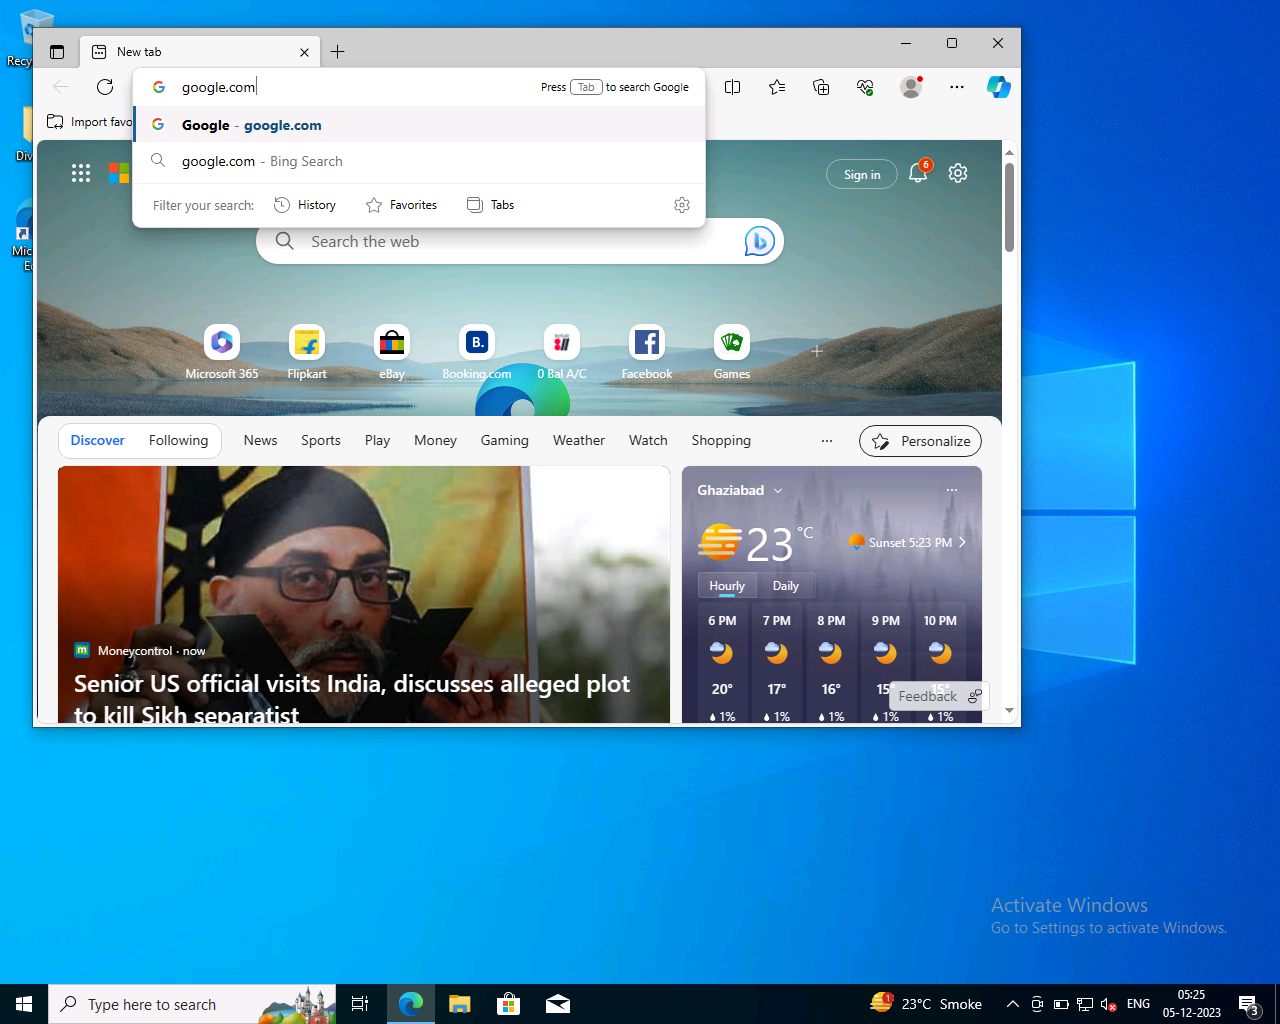 New tab
google.com
Press Tab to search Google
Import favo
Google - google.com
google.com - Bing Search
Filter your search:
History
Favorites
Tabs
Sign in
6
Search the web
Microsoft 365
Flipkart
eBay
Booking.com
0 Bal A/C
Facebook
Games
Discover
Following
News
Sports
Play
Money
Gaming
Weather
Watch
Shopping
Personalize
Moneycontrol · now
Senior US official visits India, discusses alleged plot
to kill Sikh separatist
Ghaziabad
23 °C
Sunset 5:23 PM
Hourly
Daily
6 PM
7 PM
8 PM
9 PM
10 PM
20°
17°
16°
15°
15°
1%
1%
1%
1%
1%
Feedback
Recy
Div
Mic
Activate Windows
Go to Settings to activate Windows.
Type here to search
1
23°C Smoke
ENG
05:25
05-12-2023
3